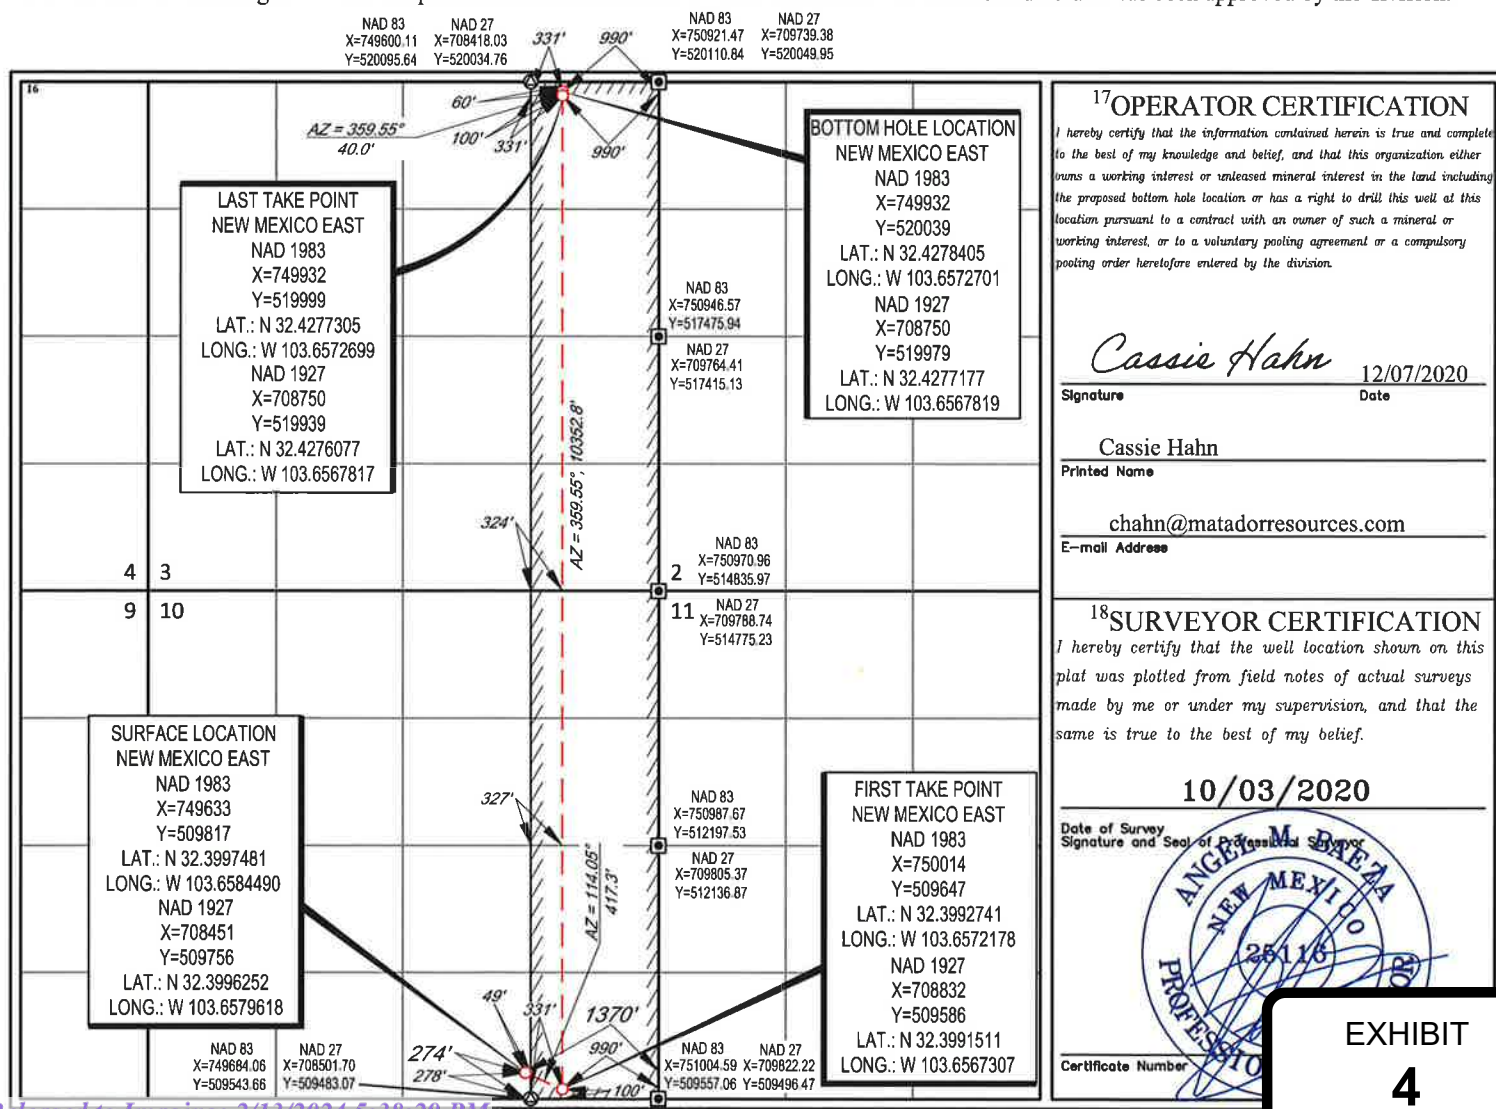 NAD 83
X=749600.11
Y=520095.64
NAD 27
X=708418.03
Y=520034.76
331'
990'
NAD 83
X=750921.47
Y=520110.84
NAD 27
X=709739.38
Y=520049.95
16
60'
AZ = 359.55°
40.0'
100'
331'
990'
LAST TAKE POINT
NEW MEXICO EAST
NAD 1983
X=749932
Y=519999
LAT.: N 32.4277305
LONG.: W 103.6572699
NAD 1927
X=708750
Y=519939
LAT.: N 32.4276077
LONG.: W 103.6567817
BOTTOM HOLE LOCATION
NEW MEXICO EAST
NAD 1983
X=749932
Y=520039
LAT.: N 32.4278405
LONG.: W 103.6572701
NAD 1927
X=708750
Y=519979
LAT.: N 32.4277177
LONG.: W 103.6567819
NAD 83
X=750946.57
Y=517475.94
NAD 27
X=709764.41
Y=517415.13
AZ = 359.55°, 10352.8'
324'
NAD 83
X=750970.96
Y=514835.97
4 3
2
9 10
11
NAD 27
X=709788.74
Y=514775.23
SURFACE LOCATION
NEW MEXICO EAST
NAD 1983
X=749633
Y=509817
LAT.: N 32.3997481
LONG.: W 103.6584490
NAD 1927
X=708451
Y=509756
LAT.: N 32.3996252
LONG.: W 103.6579618
327'
NAD 83
X=750987.67
Y=512197.53
NAD 27
X=709805.37
Y=512136.87
AZ = 114.05°
417.3'
FIRST TAKE POINT
NEW MEXICO EAST
NAD 1983
X=750014
Y=509647
LAT.: N 32.3992741
LONG.: W 103.6572178
NAD 1927
X=708832
Y=509586
LAT.: N 32.3991511
LONG.: W 103.6567307
49'
331'
1370'
274'
990'
278'
100'
NAD 83
X=749684.06
Y=509543.66
NAD 27
X=708501.70
Y=509483.07
NAD 83
X=751004.59
Y=509557.06
NAD 27
X=709822.22
Y=509496.47
17OPERATOR CERTIFICATION
I hereby certify that the information contained herein is true and complete
to the best of my knowledge and belief, and that this organization either
owns a working interest or unleased mineral interest in the land including
the proposed bottom hole location or has a right to drill this well at this
location pursuant to a contract with an owner of such a mineral or
working interest, or to a voluntary pooling agreement or a compulsory
pooling order heretofore entered by the division.
Cassie Hahn 12/07/2020
Signature Date
Cassie Hahn
Printed Name
chahn@matadorresources.com
E-mail Address
18SURVEYOR CERTIFICATION
I hereby certify that the well location shown on this
plat was plotted from field notes of actual surveys
made by me or under my supervision, and that the
same is true to the best of my belief.
10/03/2020
Date of Survey
Signature and Seal of Professional Surveyor
ANGEL M. BAEZA
NEW MEXICO
25116
Certificate Number
EXHIBIT
4